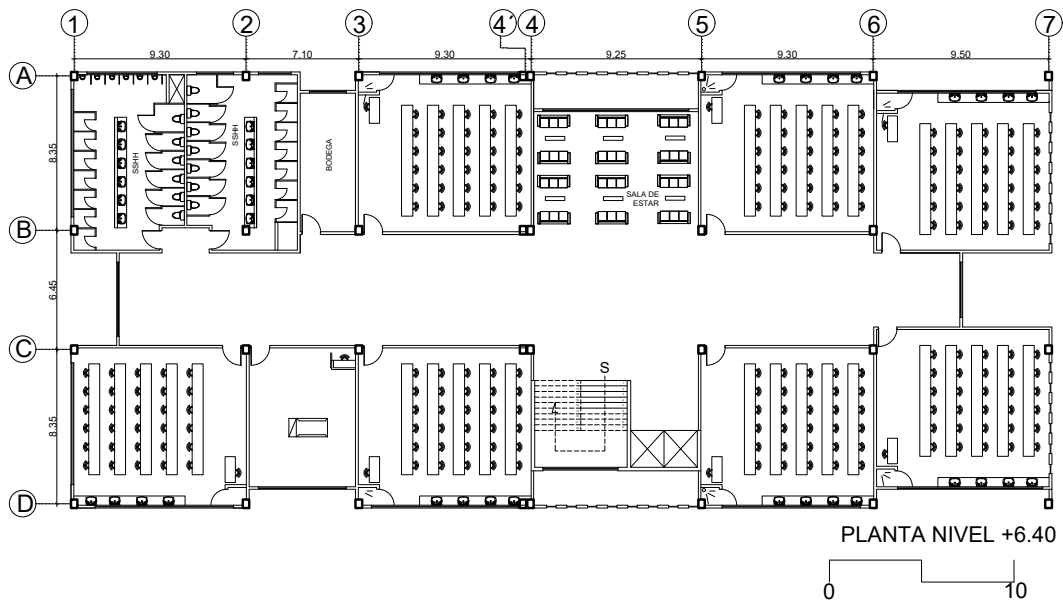 1 2 3 4´ 4 5 6 7
9.30 7.10 9.30 9.25 9.30 9.50
A
8.35
SSHH
SSHH
BODEGA
SALA DE
ESTAR
B
6.45
C
S
8.35
D
PLANTA NIVEL +6.40
0 10